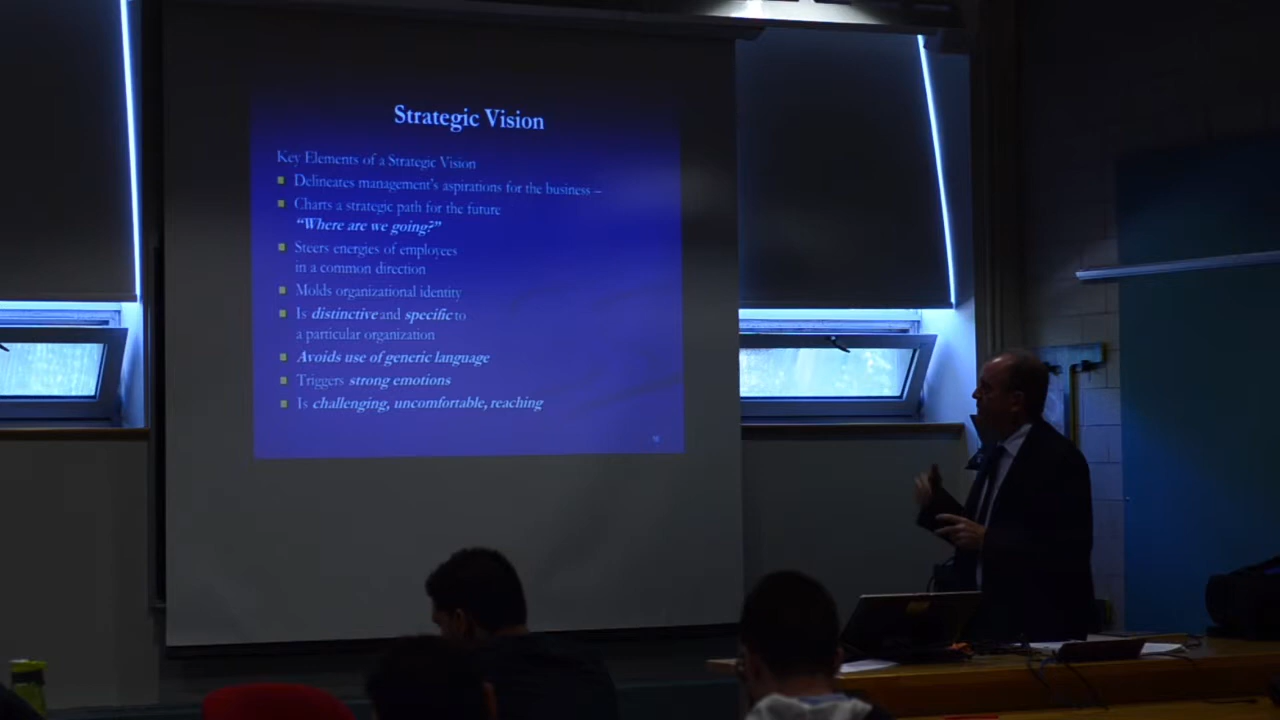 Strategic Vision
Key Elements of a Strategic Vision
Delineates management's aspirations for the business –
Charts a strategic path for the future
“Where are we going?”
Steers energies of employees
in a common direction
Molds organizational identity
Is distinctive and specific to
a particular organization
Avoids use of generic language
Triggers strong emotions
Is challenging, uncomfortable, reaching